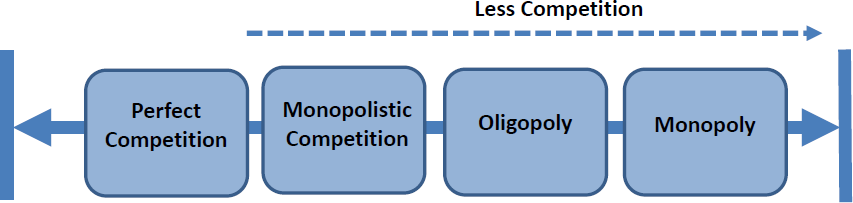 Less Competition
Perfect
Competition
Monopolistic
Competition
Oligopoly
Monopoly